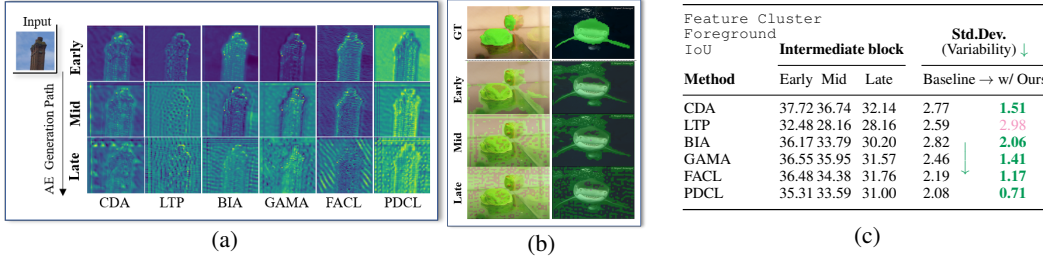 Input
Early
Mid
Late
AE Generation Path
CDA LTP BIA GAMA FACL PDCL
(a)
GT
Early
Mid
Late
(b)
Feature Cluster
Foreground
IoU
Intermediate block
Std.Dev.
(Variability) ↓
Method Early Mid Late Baseline → w/ Ours
CDA 37.72 36.74 32.14 2.77 1.51
LTP 32.48 28.16 28.16 2.59 2.98
BIA 36.17 33.79 30.20 2.82 2.06
GAMA 36.55 35.95 31.57 2.46 1.41
FACL 36.48 34.38 31.76 2.19 1.17
PDCL 35.31 33.59 31.00 2.08 0.71
(c)